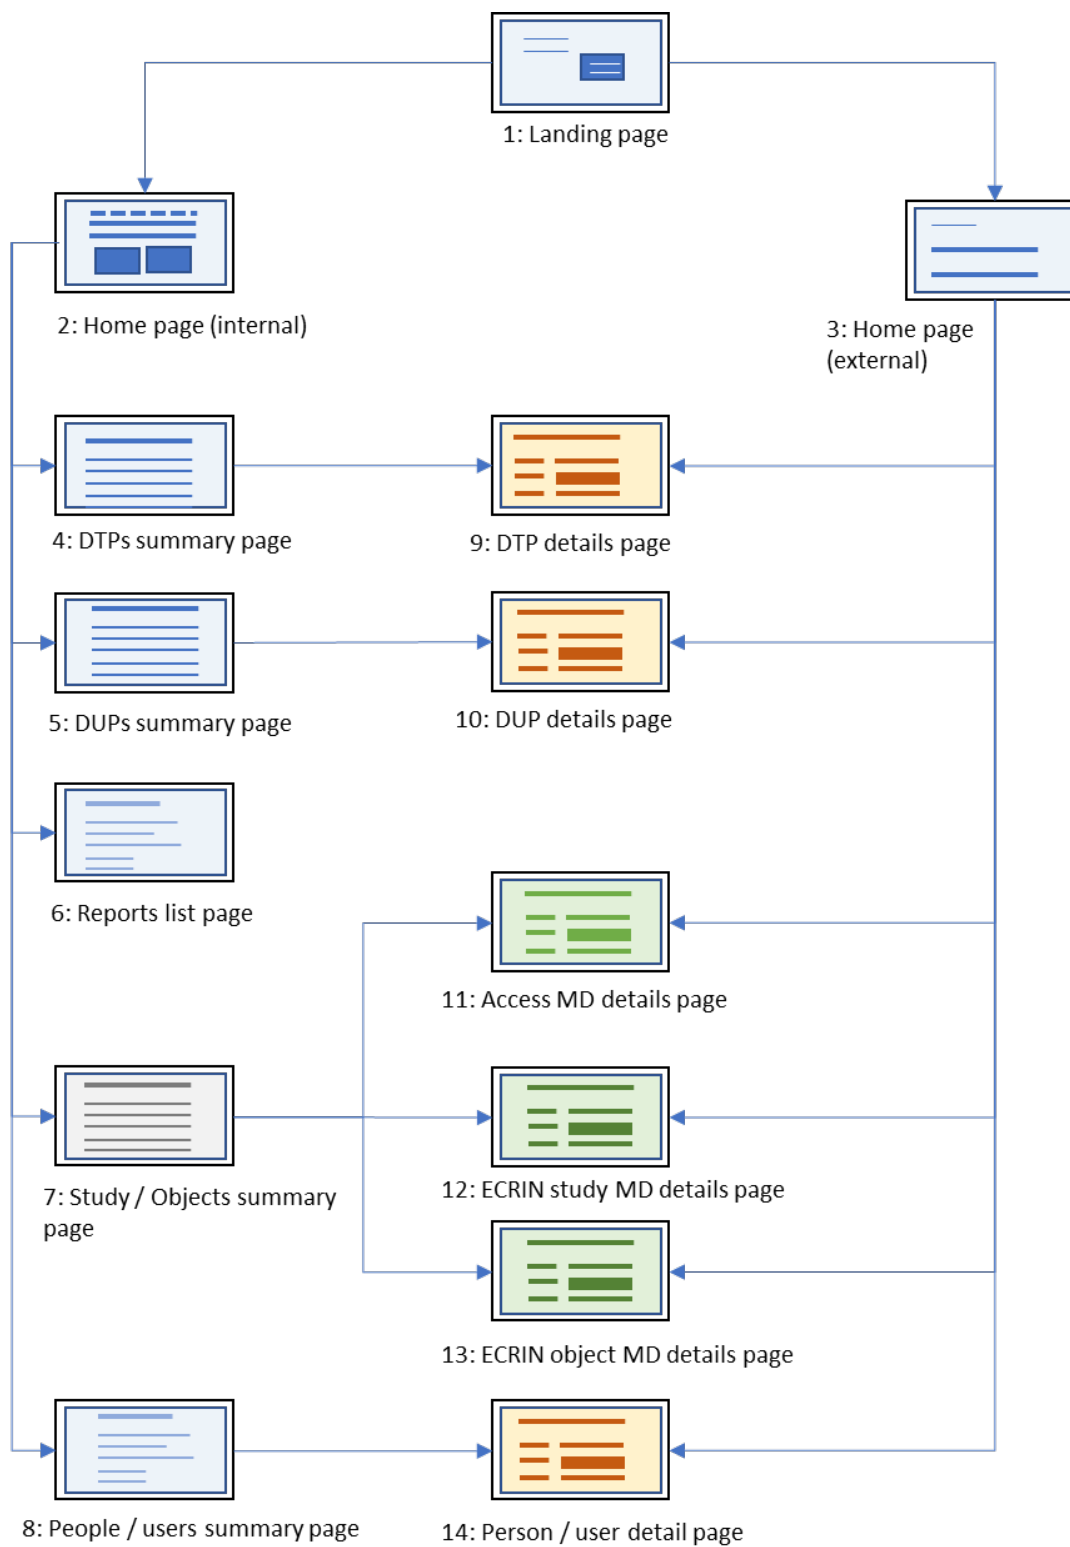 1: Landing page
2: Home page (internal)
3: Home page
(external)
4: DTPs summary page
9: DTP details page
5: DUPs summary page
10: DUP details page
6: Reports list page
11: Access MD details page
7: Study / Objects summary
page
12: ECRIN study MD details page
13: ECRIN object MD details page
8: People / users summary page
14: Person / user detail page